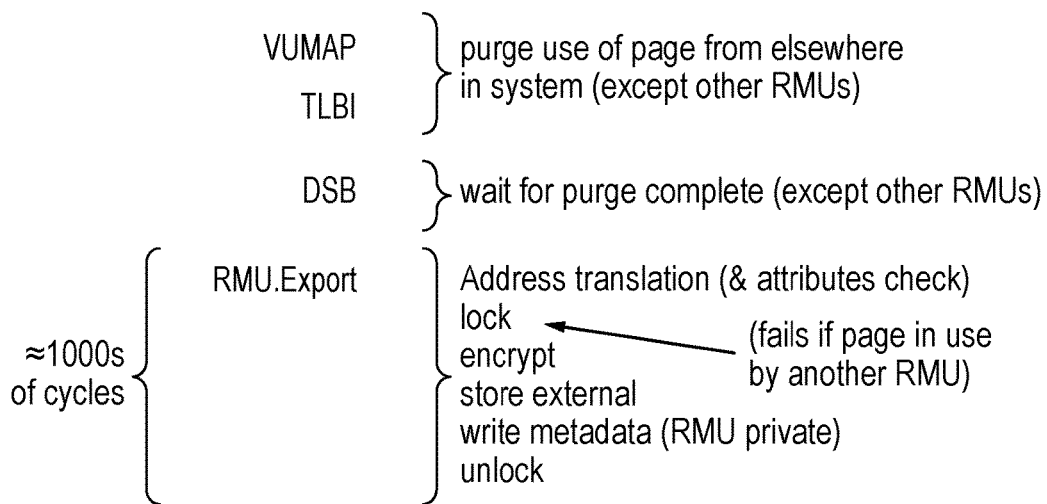 VUMAP
TLBI
purge use of page from elsewhere
in system (except other RMUs)
DSB
wait for purge complete (except other RMUs)
≈1000s
of cycles
RMU.Export
Address translation (& attributes check)
lock
encrypt
store external
write metadata (RMU private)
unlock
(fails if page in use
by another RMU)